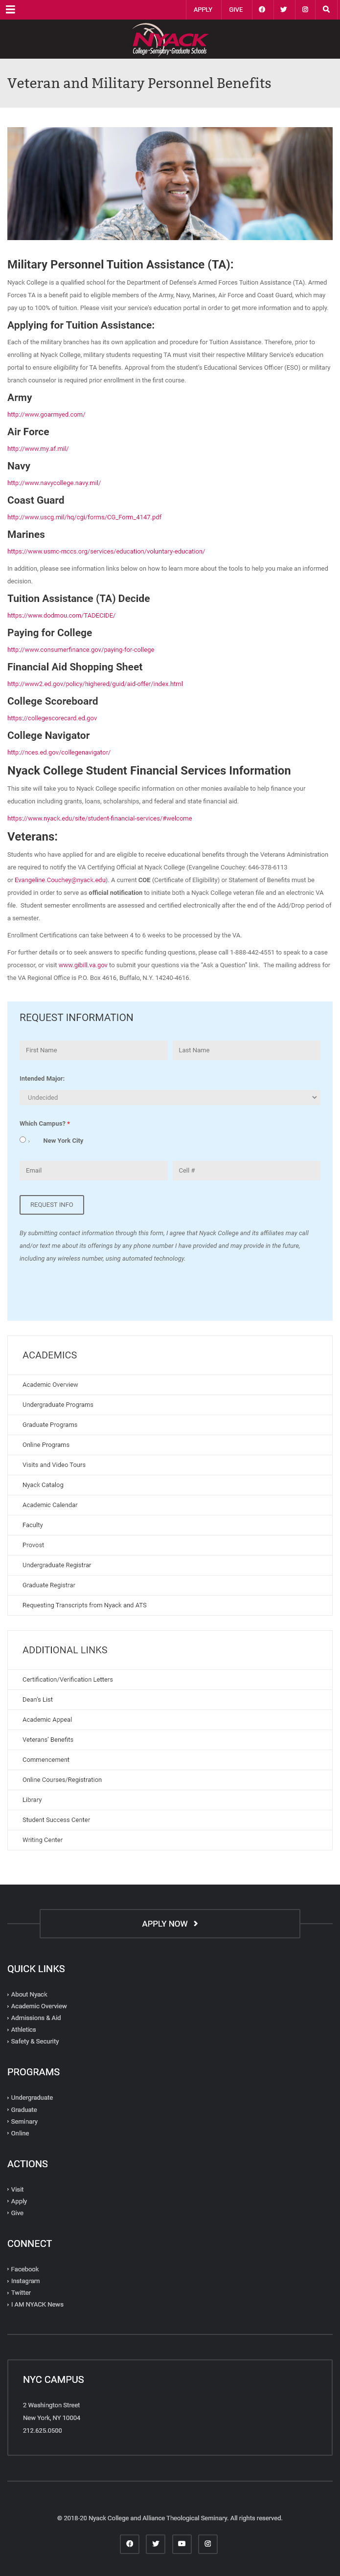 APPLY
GIVE
NYACK
College•Seminary•Graduate Schools
Veteran and Military Personnel Benefits
Military Personnel Tuition Assistance (TA):
Nyack College is a qualified school for the Department of Defense's Armed Forces Tuition Assistance (TA). Armed
Forces TA is a benefit paid to eligible members of the Army, Navy, Marines, Air Force and Coast Guard, which may
pay up to 100% of tuition. Please visit your service's education portal in order to get more information and to apply.
Applying for Tuition Assistance:
Each of the military branches has its own application and procedure for Tuition Assistance. Therefore, prior to
enrolling at Nyack College, military students requesting TA must visit their respective Military Service's education
portal to ensure eligibility for TA benefits. Approval from the student's Educational Services Officer (ESO) or military
branch counselor is required prior enrollment in the first course.
Army
http://www.goarmyed.com/
Air Force
http://www.my.af.mil/
Navy
http://www.navycollege.navy.mil/
Coast Guard
http://www.uscg.mil/hq/cgi/forms/CG_Form_4147.pdf
Marines
https://www.usmc-mccs.org/services/education/voluntary-education/
In addition, please see information links below on how to learn more about the tools to help you make an informed
decision.
Tuition Assistance (TA) Decide
https://www.dodmou.com/TADECIDE/
Paying for College
http://www.consumerfinance.gov/paying-for-college
Financial Aid Shopping Sheet
http://www2.ed.gov/policy/highered/guid/aid-offer/index.html
College Scoreboard
https://collegescorecard.ed.gov
College Navigator
http://nces.ed.gov/collegenavigator/
Nyack College Student Financial Services Information
This site will take you to Nyack College specific information on other resources available to help finance your
education including grants, loans, scholarships, and federal and state financial aid.
https://www.nyack.edu/site/student-financial-services/#welcome
Veterans:
Students who have applied for and are eligible to receive educational benefits through the Veterans Administration
are required to notify the VA Certifying Official at Nyack College (Evangeline Couchey: 646-378-6113
or Evangeline.Couchey@nyack.edu). A current COE (Certificate of Eligibility) or Statement of Benefits must be
provided in order to serve as official notification to initiate both a Nyack College veteran file and an electronic VA
file. Student semester enrollments are assessed and certified electronically after the end of the Add/Drop period of
a semester.
Enrollment Certifications can take between 4 to 6 weeks to be processed by the VA.
For further details or to seek answers to specific funding questions, please call 1-888-442-4551 to speak to a case
processor, or visit www.gibill.va.gov to submit your questions via the "Ask a Question" link. The mailing address for
the VA Regional Office is P.O. Box 4616, Buffalo, N.Y. 14240-4616.
REQUEST INFORMATION
First Name
Last Name
Intended Major:
Undecided
Which Campus? *
New York City
Email
Cell #
REQUEST INFO
By submitting contact information through this form, I agree that Nyack College and its affiliates may call
and/or text me about its offerings by any phone number I have provided and may provide in the future,
including any wireless number, using automated technology.
ACADEMICS
Academic Overview
Undergraduate Programs
Graduate Programs
Online Programs
Visits and Video Tours
Nyack Catalog
Academic Calendar
Faculty
Provost
Undergraduate Registrar
Graduate Registrar
Requesting Transcripts from Nyack and ATS
ADDITIONAL LINKS
Certification/Verification Letters
Dean's List
Academic Appeal
Veterans' Benefits
Commencement
Online Courses/Registration
Library
Student Success Center
Writing Center
APPLY NOW
QUICK LINKS
About Nyack
Academic Overview
Admissions & Aid
Athletics
Safety & Security
PROGRAMS
Undergraduate
Graduate
Seminary
Online
ACTIONS
Visit
Apply
Give
CONNECT
Facebook
Instagram
Twitter
I AM NYACK News
NYC CAMPUS
2 Washington Street
New York, NY 10004
212.625.0500
© 2018-20 Nyack College and Alliance Theological Seminary. All rights reserved.